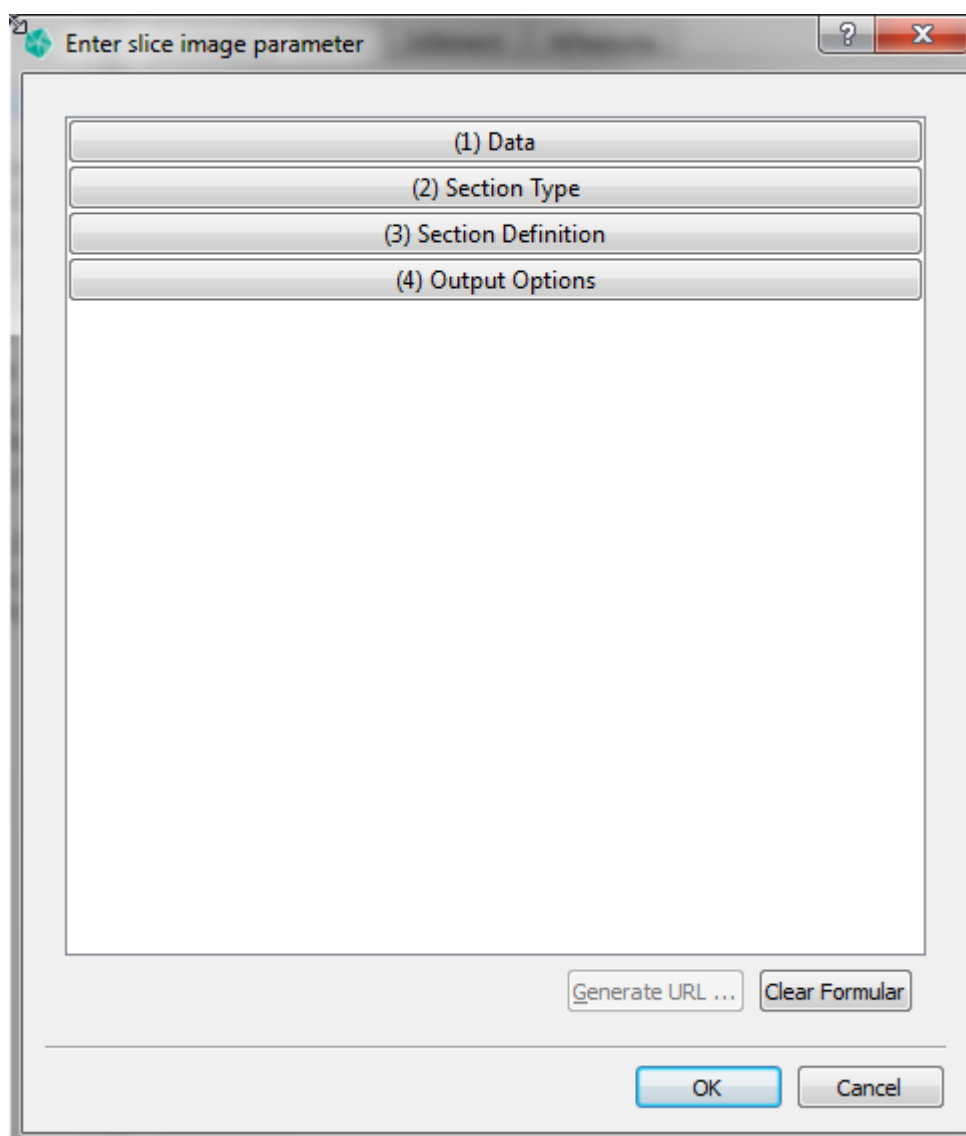 Enter slice image parameter
?
(1) Data
(2) Section Type
(3) Section Definition
(4) Output Options
Generate URL ... Clear Formular
OK Cancel